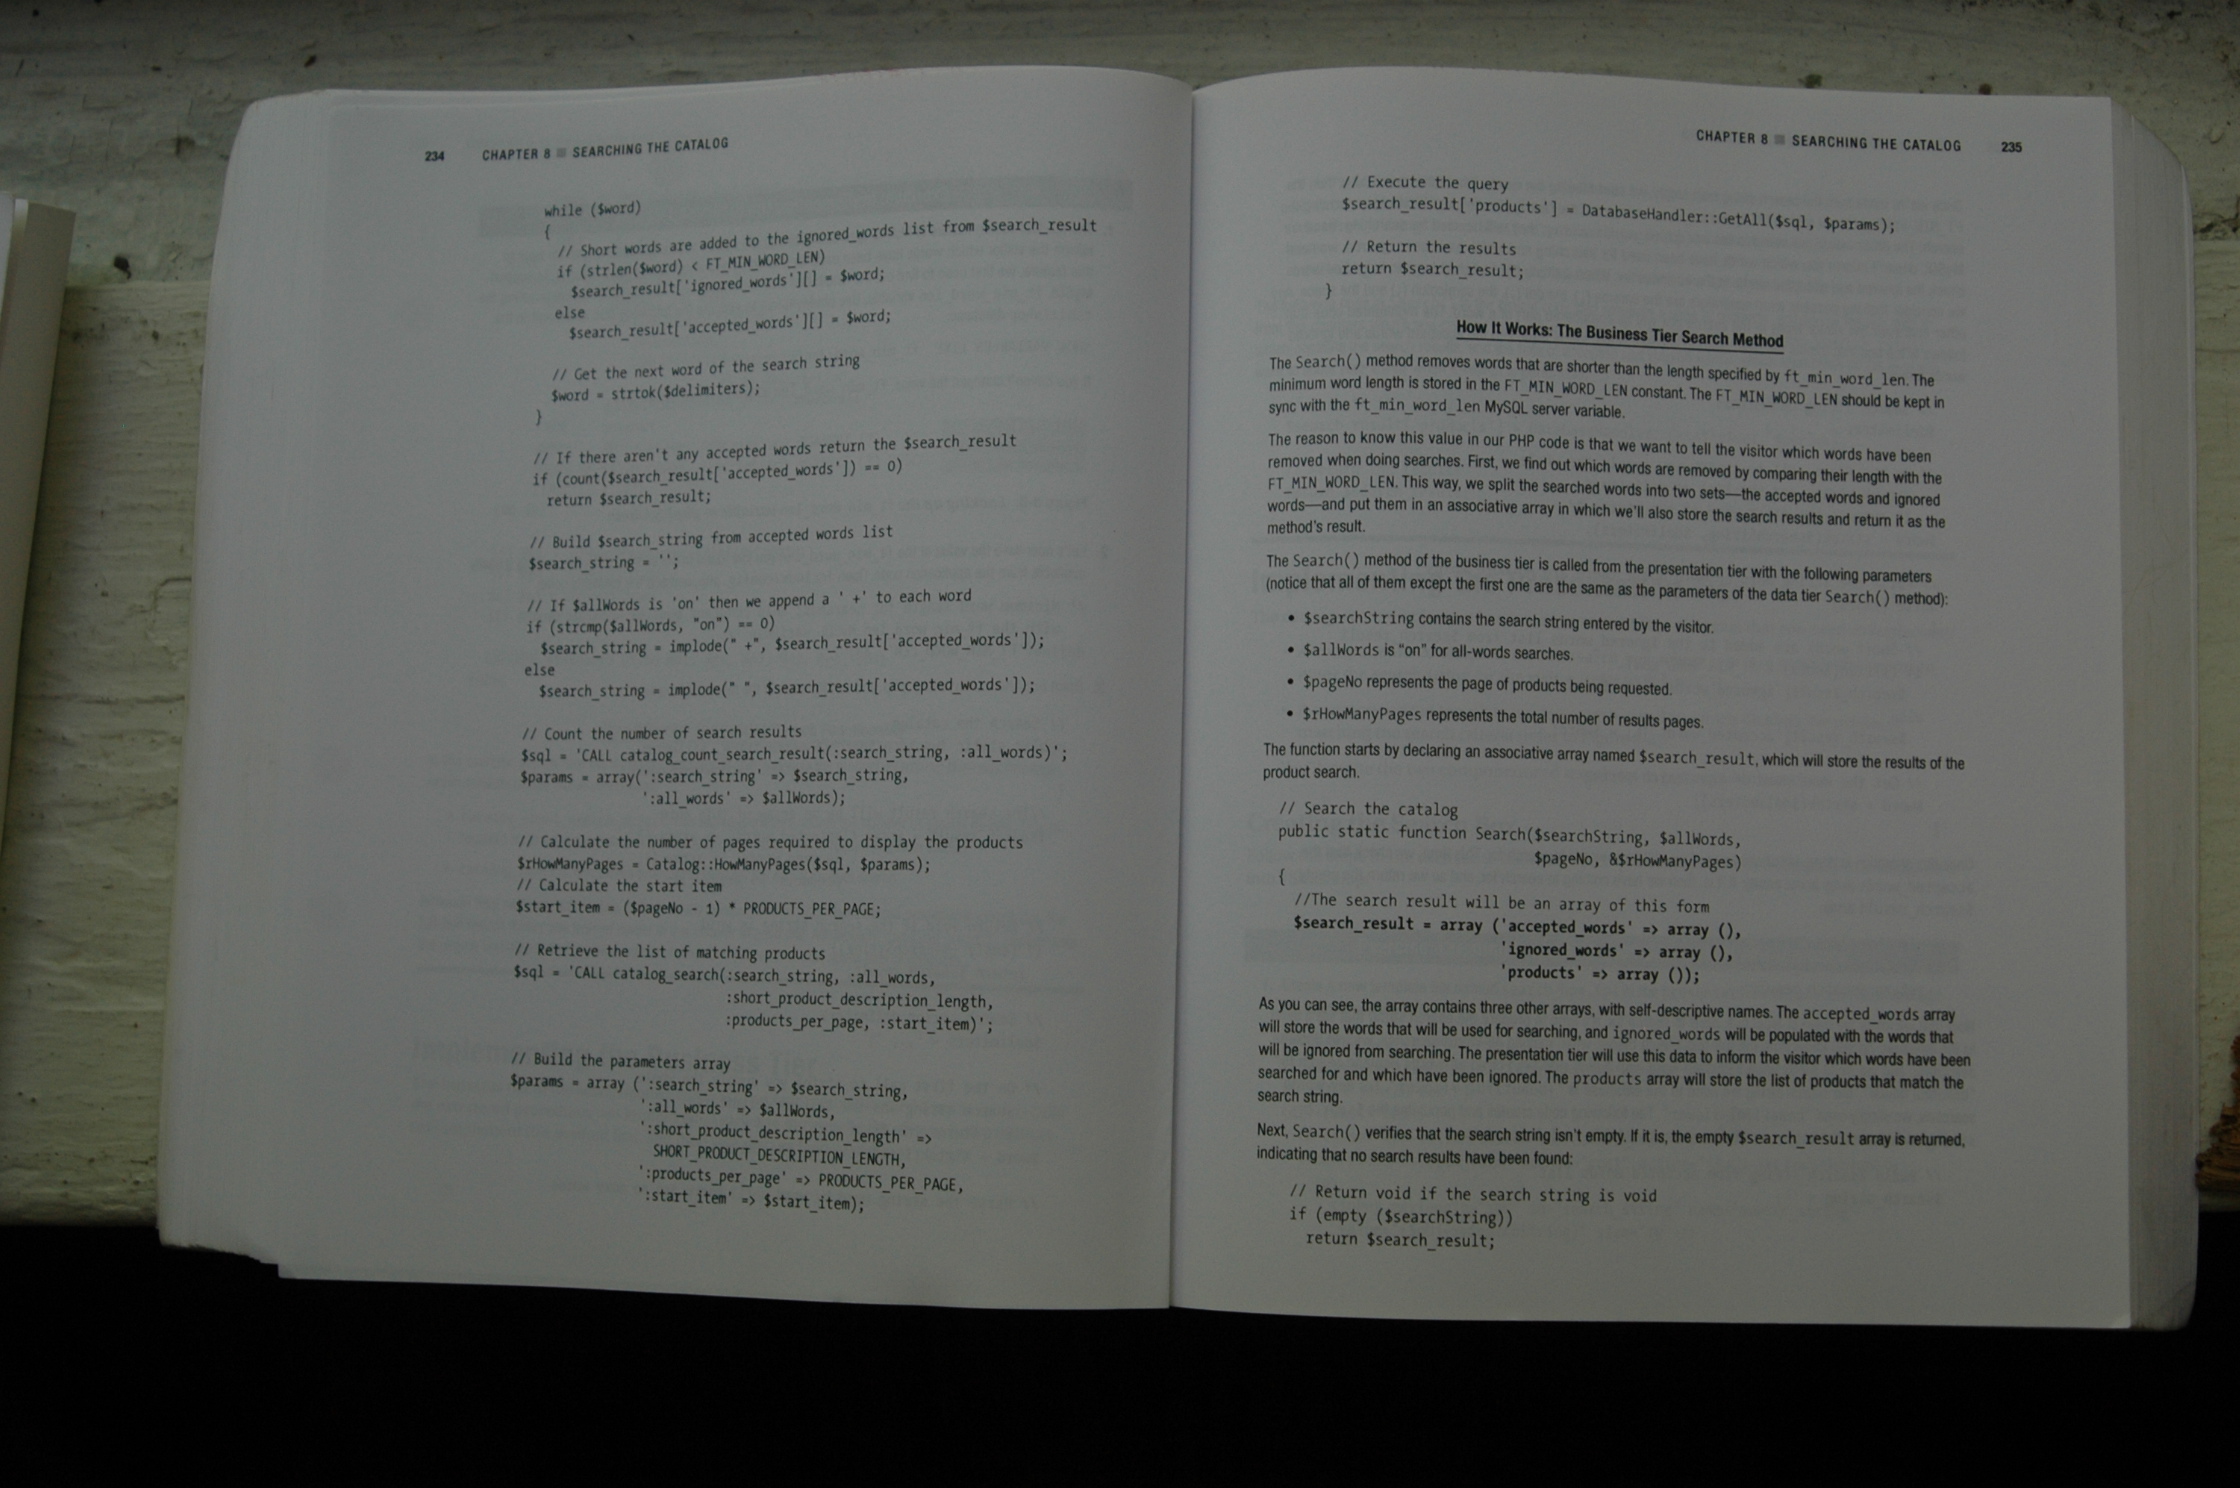 234 CHAPTER 8 ■ SEARCHING THE CATALOG
while ($word)
{
// Short words are added to the ignored_words list from $search_result
if (strlen($word) < FT_MIN_WORD_LEN)
$search_result['ignored_words'][] = $word;
else
$search_result['accepted_words'][] = $word;
// Get the next word of the search string
$word = strtok($delimiters);
}
// If there aren't any accepted words return the $search_result
if (count($search_result['accepted_words']) == 0)
return $search_result;
// Build $search_string from accepted words list
$search_string = '';
// If $allWords is 'on' then we append a ' +' to each word
if (strcmp($allWords, "on") == 0)
$search_string = implode(" +", $search_result['accepted_words']);
else
$search_string = implode(" ", $search_result['accepted_words']);
// Count the number of search results
$sql = 'CALL catalog_count_search_result(:search_string, :all_words)';
$params = array(':search_string' => $search_string,
':all_words' => $allWords);
// Calculate the number of pages required to display the products
$rHowManyPages = Catalog::HowManyPages($sql, $params);
// Calculate the start item
$start_item = ($pageNo - 1) * PRODUCTS_PER_PAGE;
// Retrieve the list of matching products
$sql = 'CALL catalog_search(:search_string, :all_words,
:short_product_description_length,
:products_per_page, :start_item)';
// Build the parameters array
$params = array (':search_string' => $search_string,
':all_words' => $allWords,
':short_product_description_length' =>
SHORT_PRODUCT_DESCRIPTION_LENGTH,
':products_per_page' => PRODUCTS_PER_PAGE,
':start_item' => $start_item);
CHAPTER 8 ■ SEARCHING THE CATALOG 235
// Execute the query
$search_result['products'] = DatabaseHandler::GetAll($sql, $params);
// Return the results
return $search_result;
}
How It Works: The Business Tier Search Method
The Search() method removes words that are shorter than the length specified by ft_min_word_len. The
minimum word length is stored in the FT_MIN_WORD_LEN constant. The FT_MIN_WORD_LEN should be kept in
sync with the ft_min_word_len MySQL server variable.
The reason to know this value in our PHP code is that we want to tell the visitor which words have been
removed when doing searches. First, we find out which words are removed by comparing their length with the
FT_MIN_WORD_LEN. This way, we split the searched words into two sets—the accepted words and ignored
words—and put them in an associative array in which we'll also store the search results and return it as the
method's result.
The Search() method of the business tier is called from the presentation tier with the following parameters
(notice that all of them except the first one are the same as the parameters of the data tier Search() method):
• $searchString contains the search string entered by the visitor.
• $allWords is "on" for all-words searches.
• $pageNo represents the page of products being requested.
• $rHowManyPages represents the total number of results pages.
The function starts by declaring an associative array named $search_result, which will store the results of the
product search.
// Search the catalog
public static function Search($searchString, $allWords,
$pageNo, &$rHowManyPages)
{
//The search result will be an array of this form
$search_result = array ('accepted_words' => array (),
'ignored_words' => array (),
'products' => array ());
As you can see, the array contains three other arrays, with self-descriptive names. The accepted_words array
will store the words that will be used for searching, and ignored_words will be populated with the words that
will be ignored from searching. The presentation tier will use this data to inform the visitor which words have been
searched for and which have been ignored. The products array will store the list of products that match the
search string.
Next, Search() verifies that the search string isn't empty. If it is, the empty $search_result array is returned,
indicating that no search results have been found:
// Return void if the search string is void
if (empty ($searchString))
return $search_result;